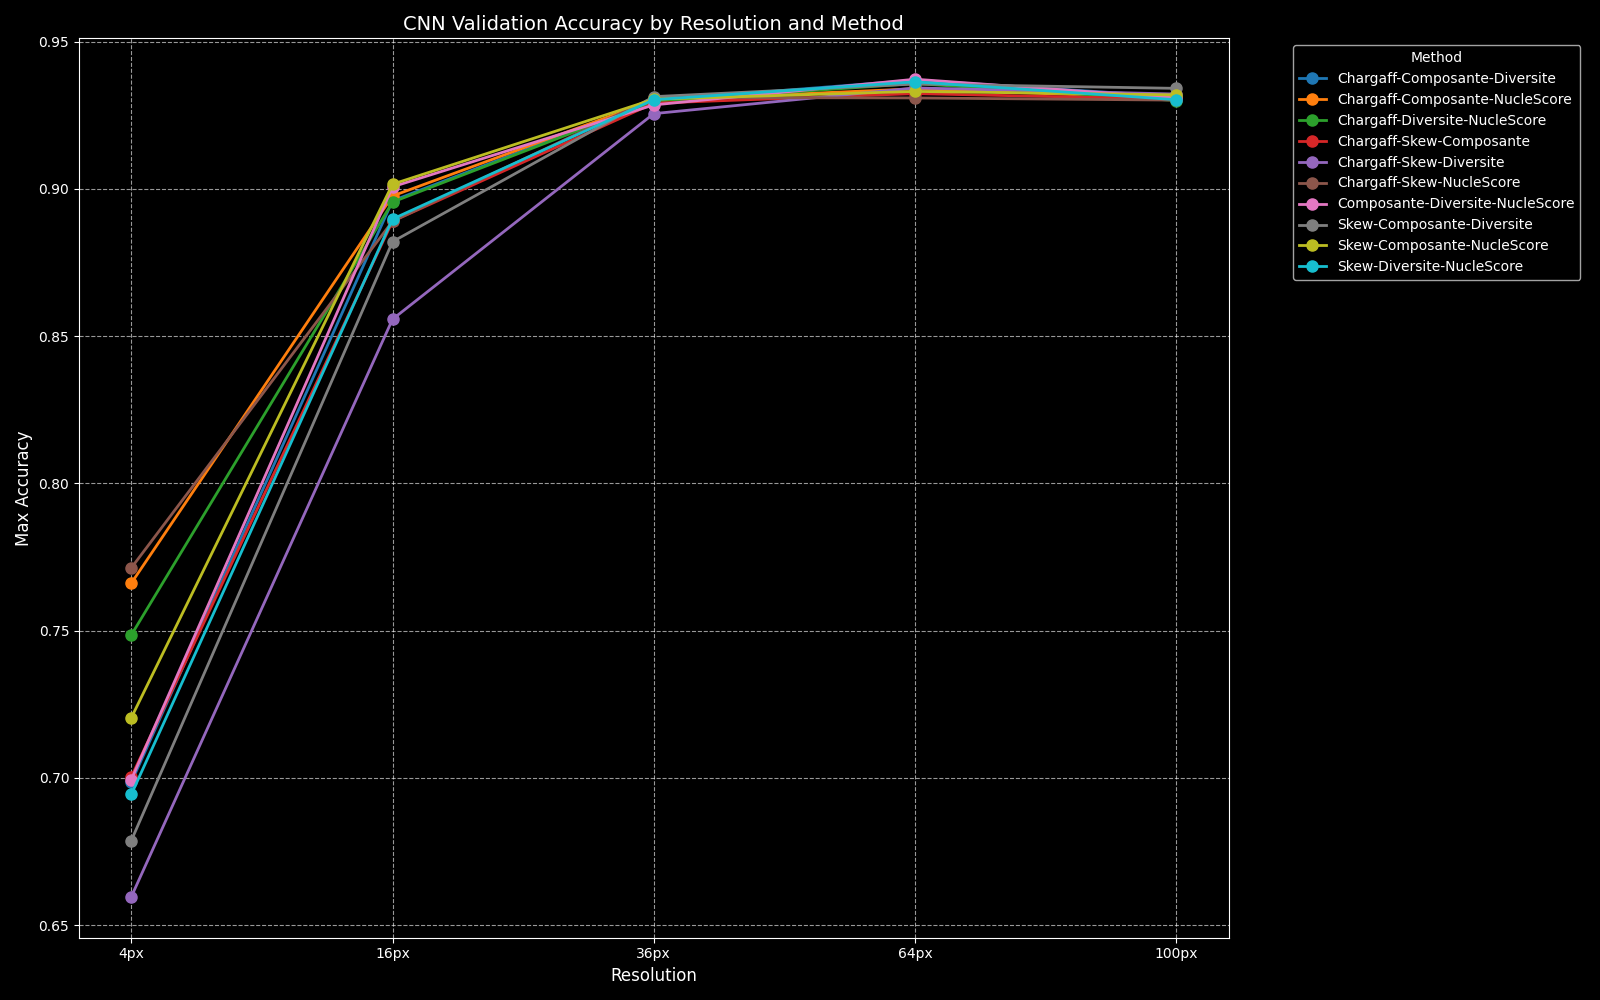 CNN Validation Accuracy by Resolution and Method
0.95
0.90
0.85
0.80
0.75
0.70
0.65
Max Accuracy
4px
16px
36px
64px
100px
Resolution
Method
Chargaff-Composante-Diversite
Chargaff-Composante-NucleScore
Chargaff-Diversite-NucleScore
Chargaff-Skew-Composante
Chargaff-Skew-Diversite
Chargaff-Skew-NucleScore
Composante-Diversite-NucleScore
Skew-Composante-Diversite
Skew-Composante-NucleScore
Skew-Diversite-NucleScore